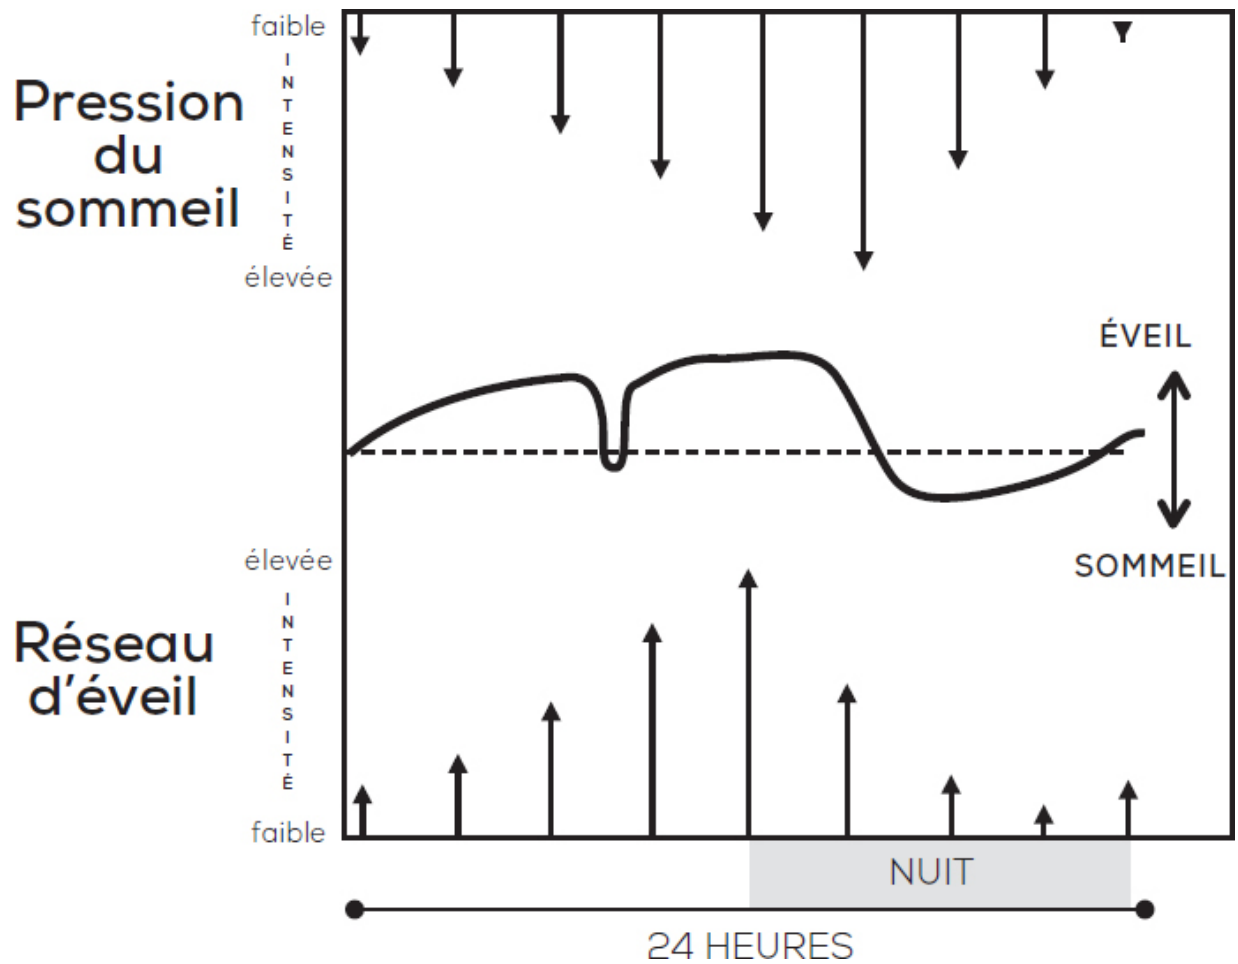 faible
INTENSITÉ
Pression
du
sommeil
élevée
ÉVEIL
SOMMEIL
élevée
INTENSITÉ
Réseau
d'éveil
faible
NUIT
24 HEURES